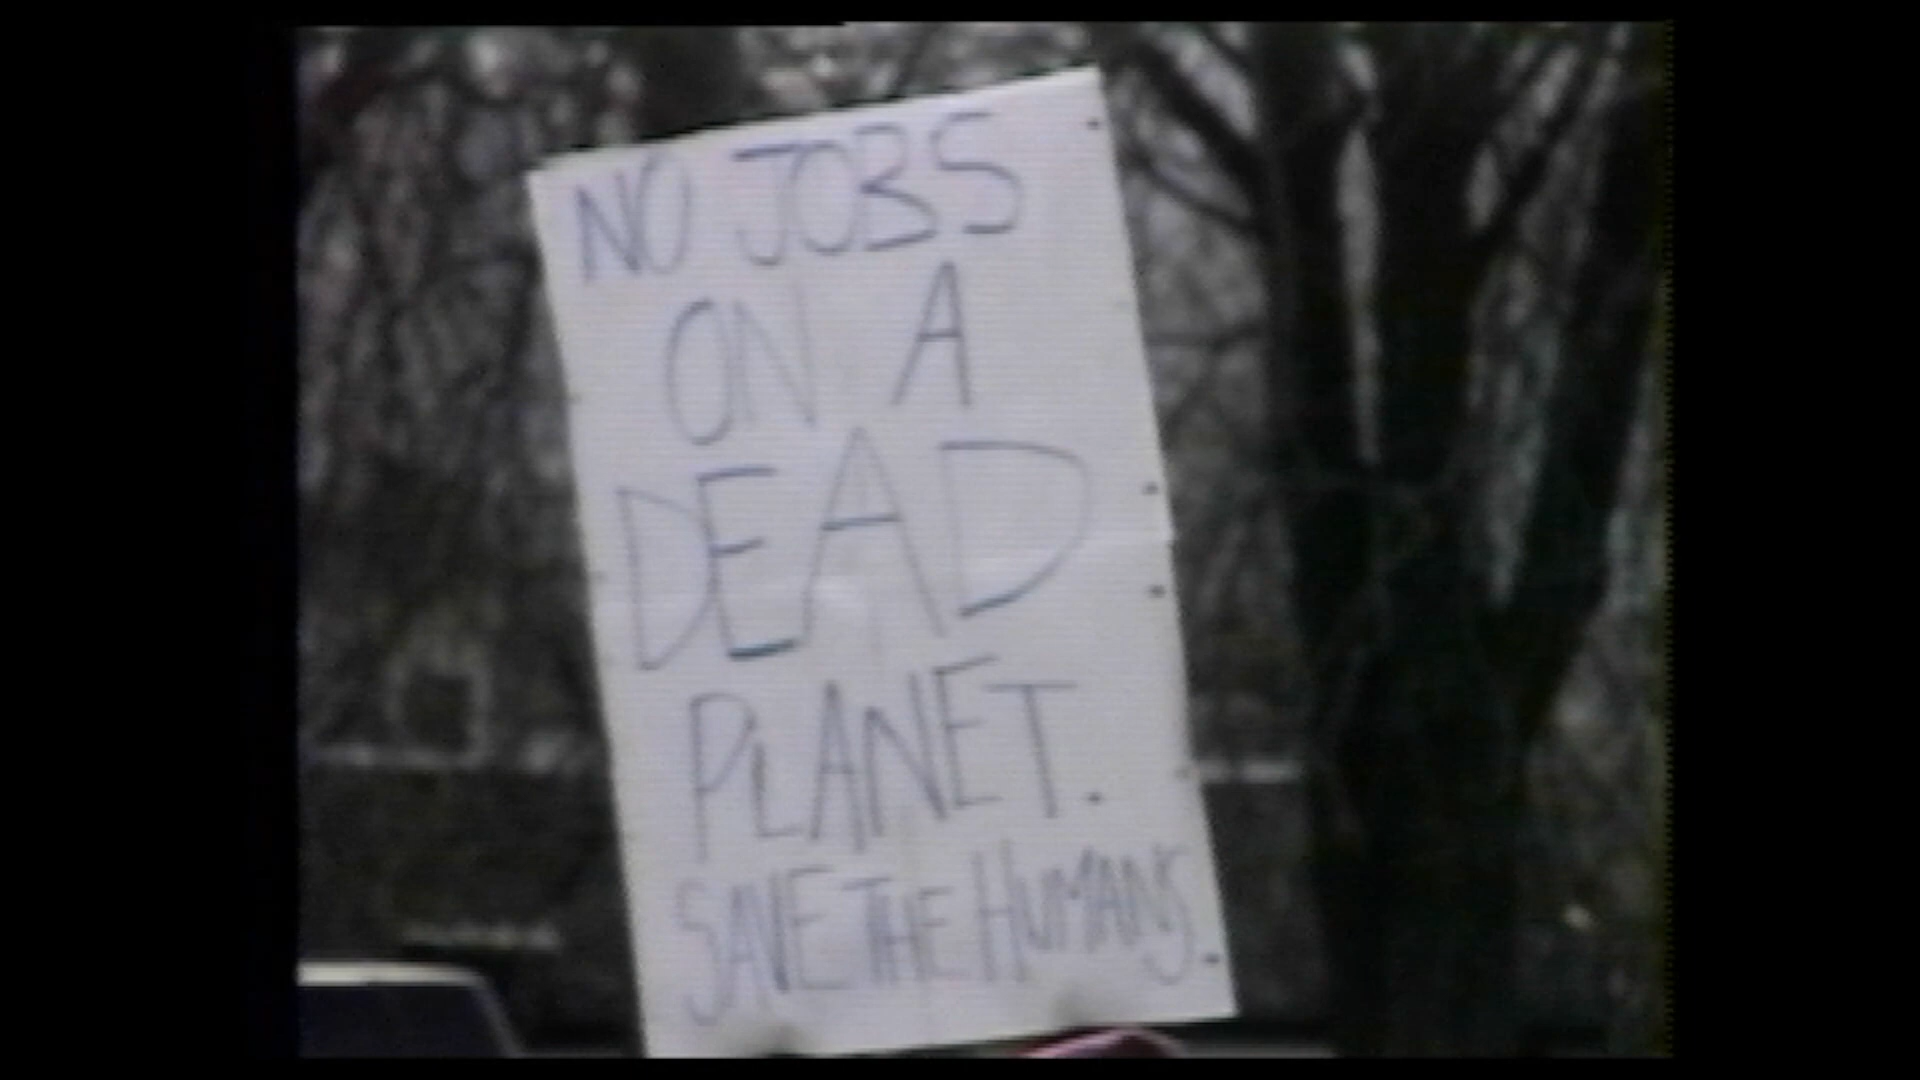 NO JOBS
ON A
DEAD
PLANET.
SAVE THE HUMANS.